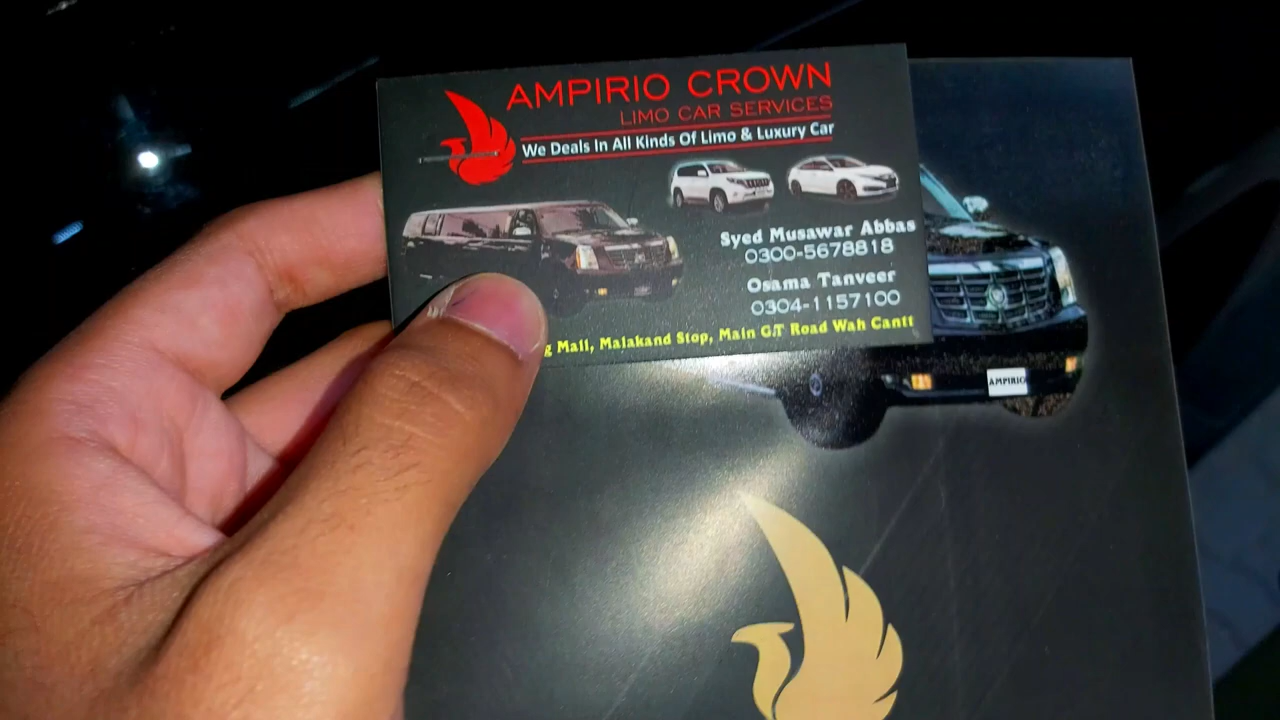 AMPIRIO CROWN
LIMO CAR SERVICES
We Deals In All Kinds Of Limo & Luxury Car
Syed Musawar Abbas
0300-5678818
Osama Tanveer
0304-1157100
Mall, Malakand Stop, Main G.T Road Wah Cantt
AMPIRIO